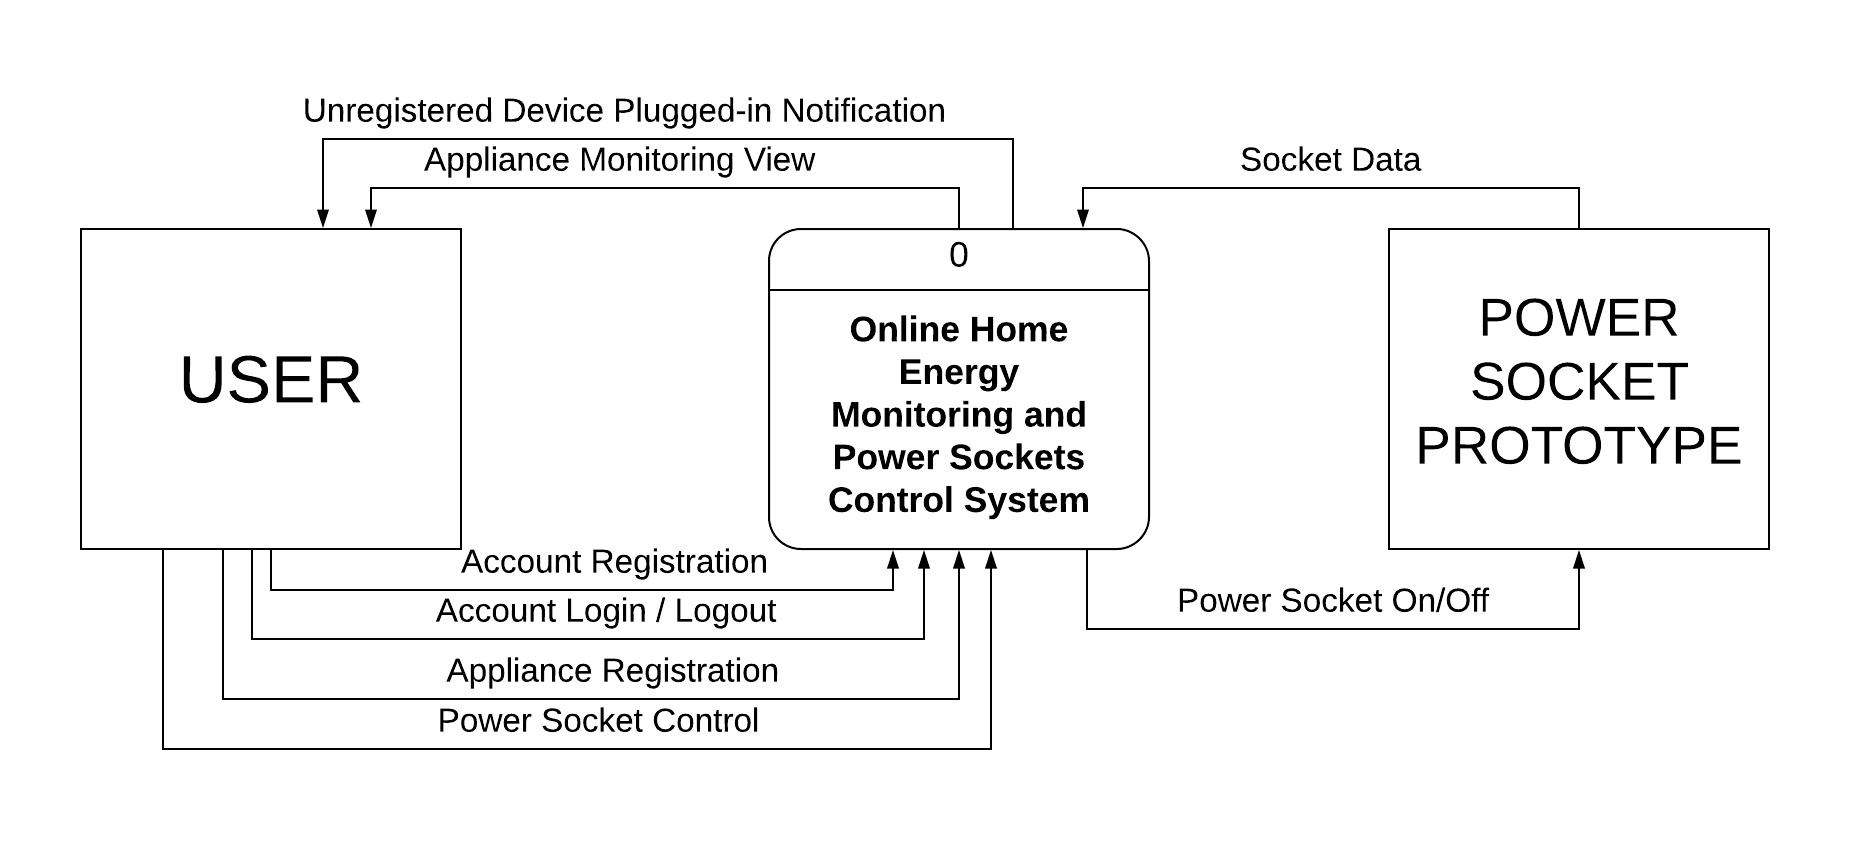 Unregistered Device Plugged-in Notification
Appliance Monitoring View
Socket Data
USER
0
Online Home
Energy
Monitoring and
Power Sockets
Control System
POWER
SOCKET
PROTOTYPE
Account Registration
Account Login / Logout
Appliance Registration
Power Socket Control
Power Socket On/Off